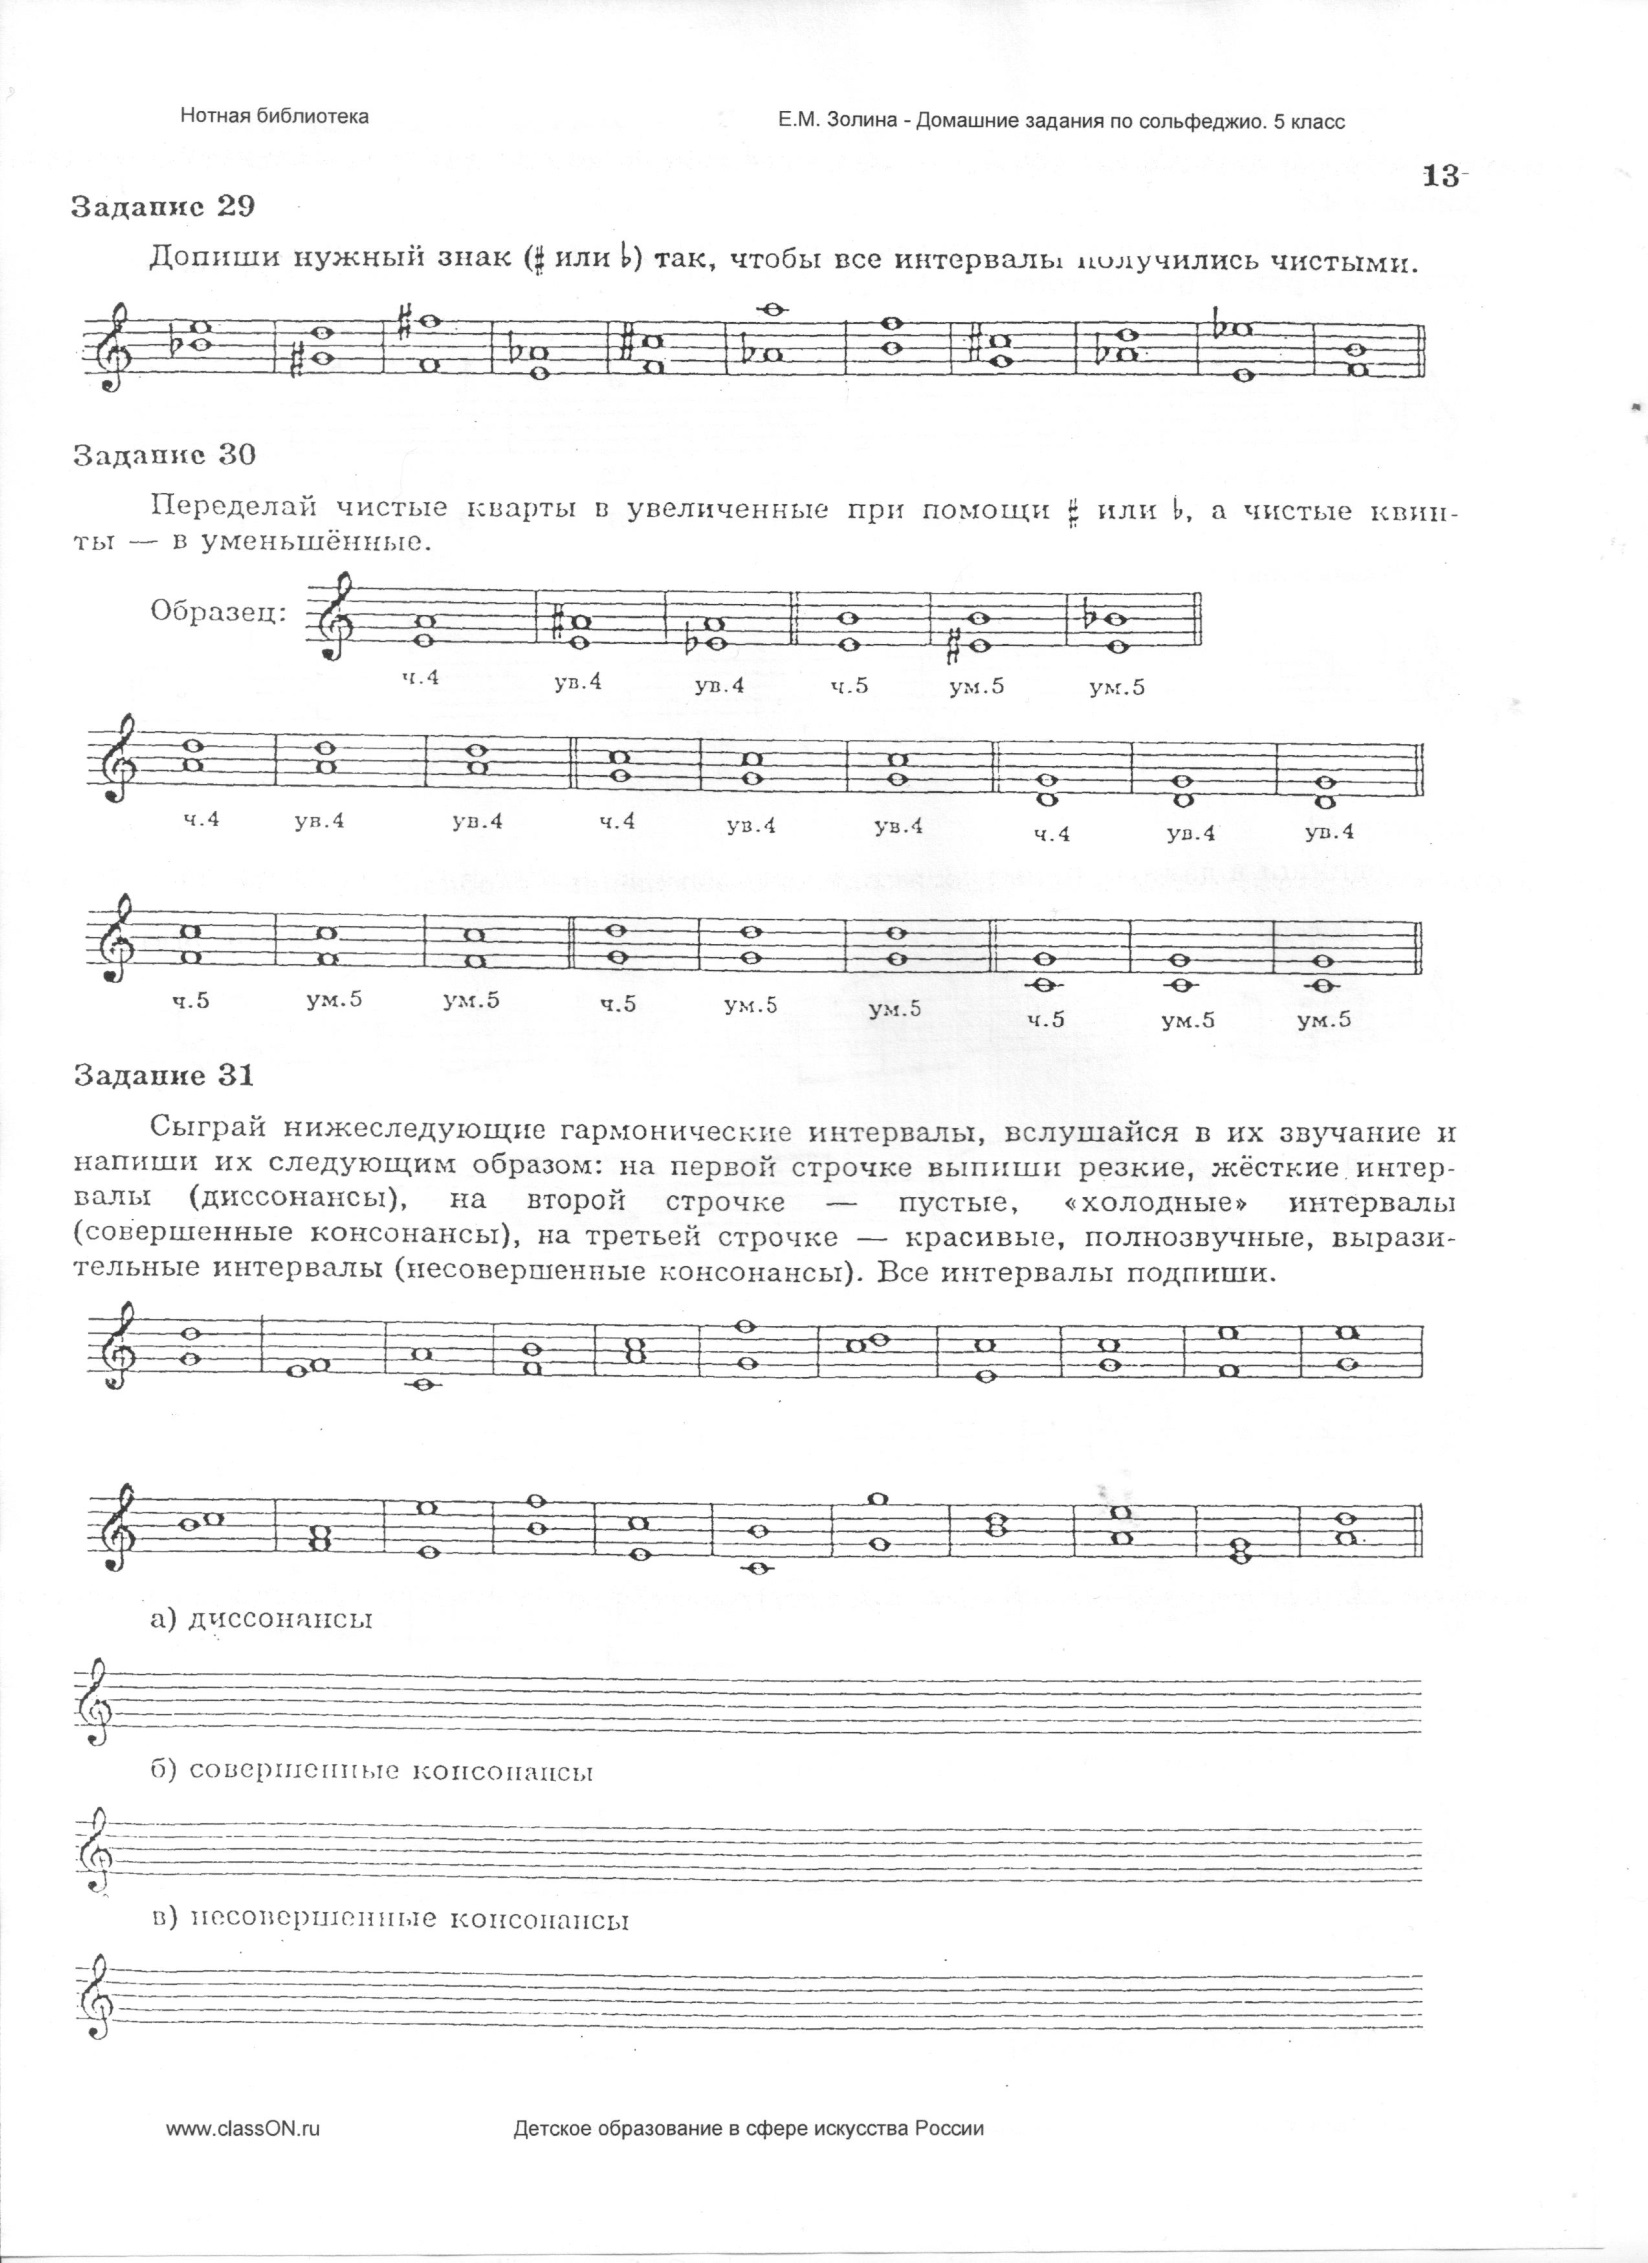 Нотная библиотека Е.М. Золина - Домашние задания по сольфеджио. 5 класс
13
Задание 29
Допиши нужный знак (♯ или ♭) так, чтобы все интервалы получились чистыми.
Задание 30
Переделай чистые кварты в увеличенные при помощи ♯ или ♭, а чистые квин-
ты — в уменьшённые.
Образец:
ч.4 ув.4 ув.4 ч.5 ум.5 ум.5
ч.4 ув.4 ув.4 ч.4 ув.4 ув.4 ч.4 ув.4 ув.4
ч.5 ум.5 ум.5 ч.5 ум.5 ум.5 ч.5 ум.5 ум.5
Задание 31
Сыграй нижеследующие гармонические интервалы, вслушайся в их звучание и
напиши их следующим образом: на первой строчке выпиши резкие, жёсткие интер-
валы (диссонансы), на второй строчке — пустые, «холодные» интервалы
(совершенные консонансы), на третьей строчке — красивые, полнозвучные, вырази-
тельные интервалы (несовершенные консонансы). Все интервалы подпиши.
а) диссонансы
б) совершенные консонансы
в) несовершенные консонансы
www.classON.ru Детское образование в сфере искусства России